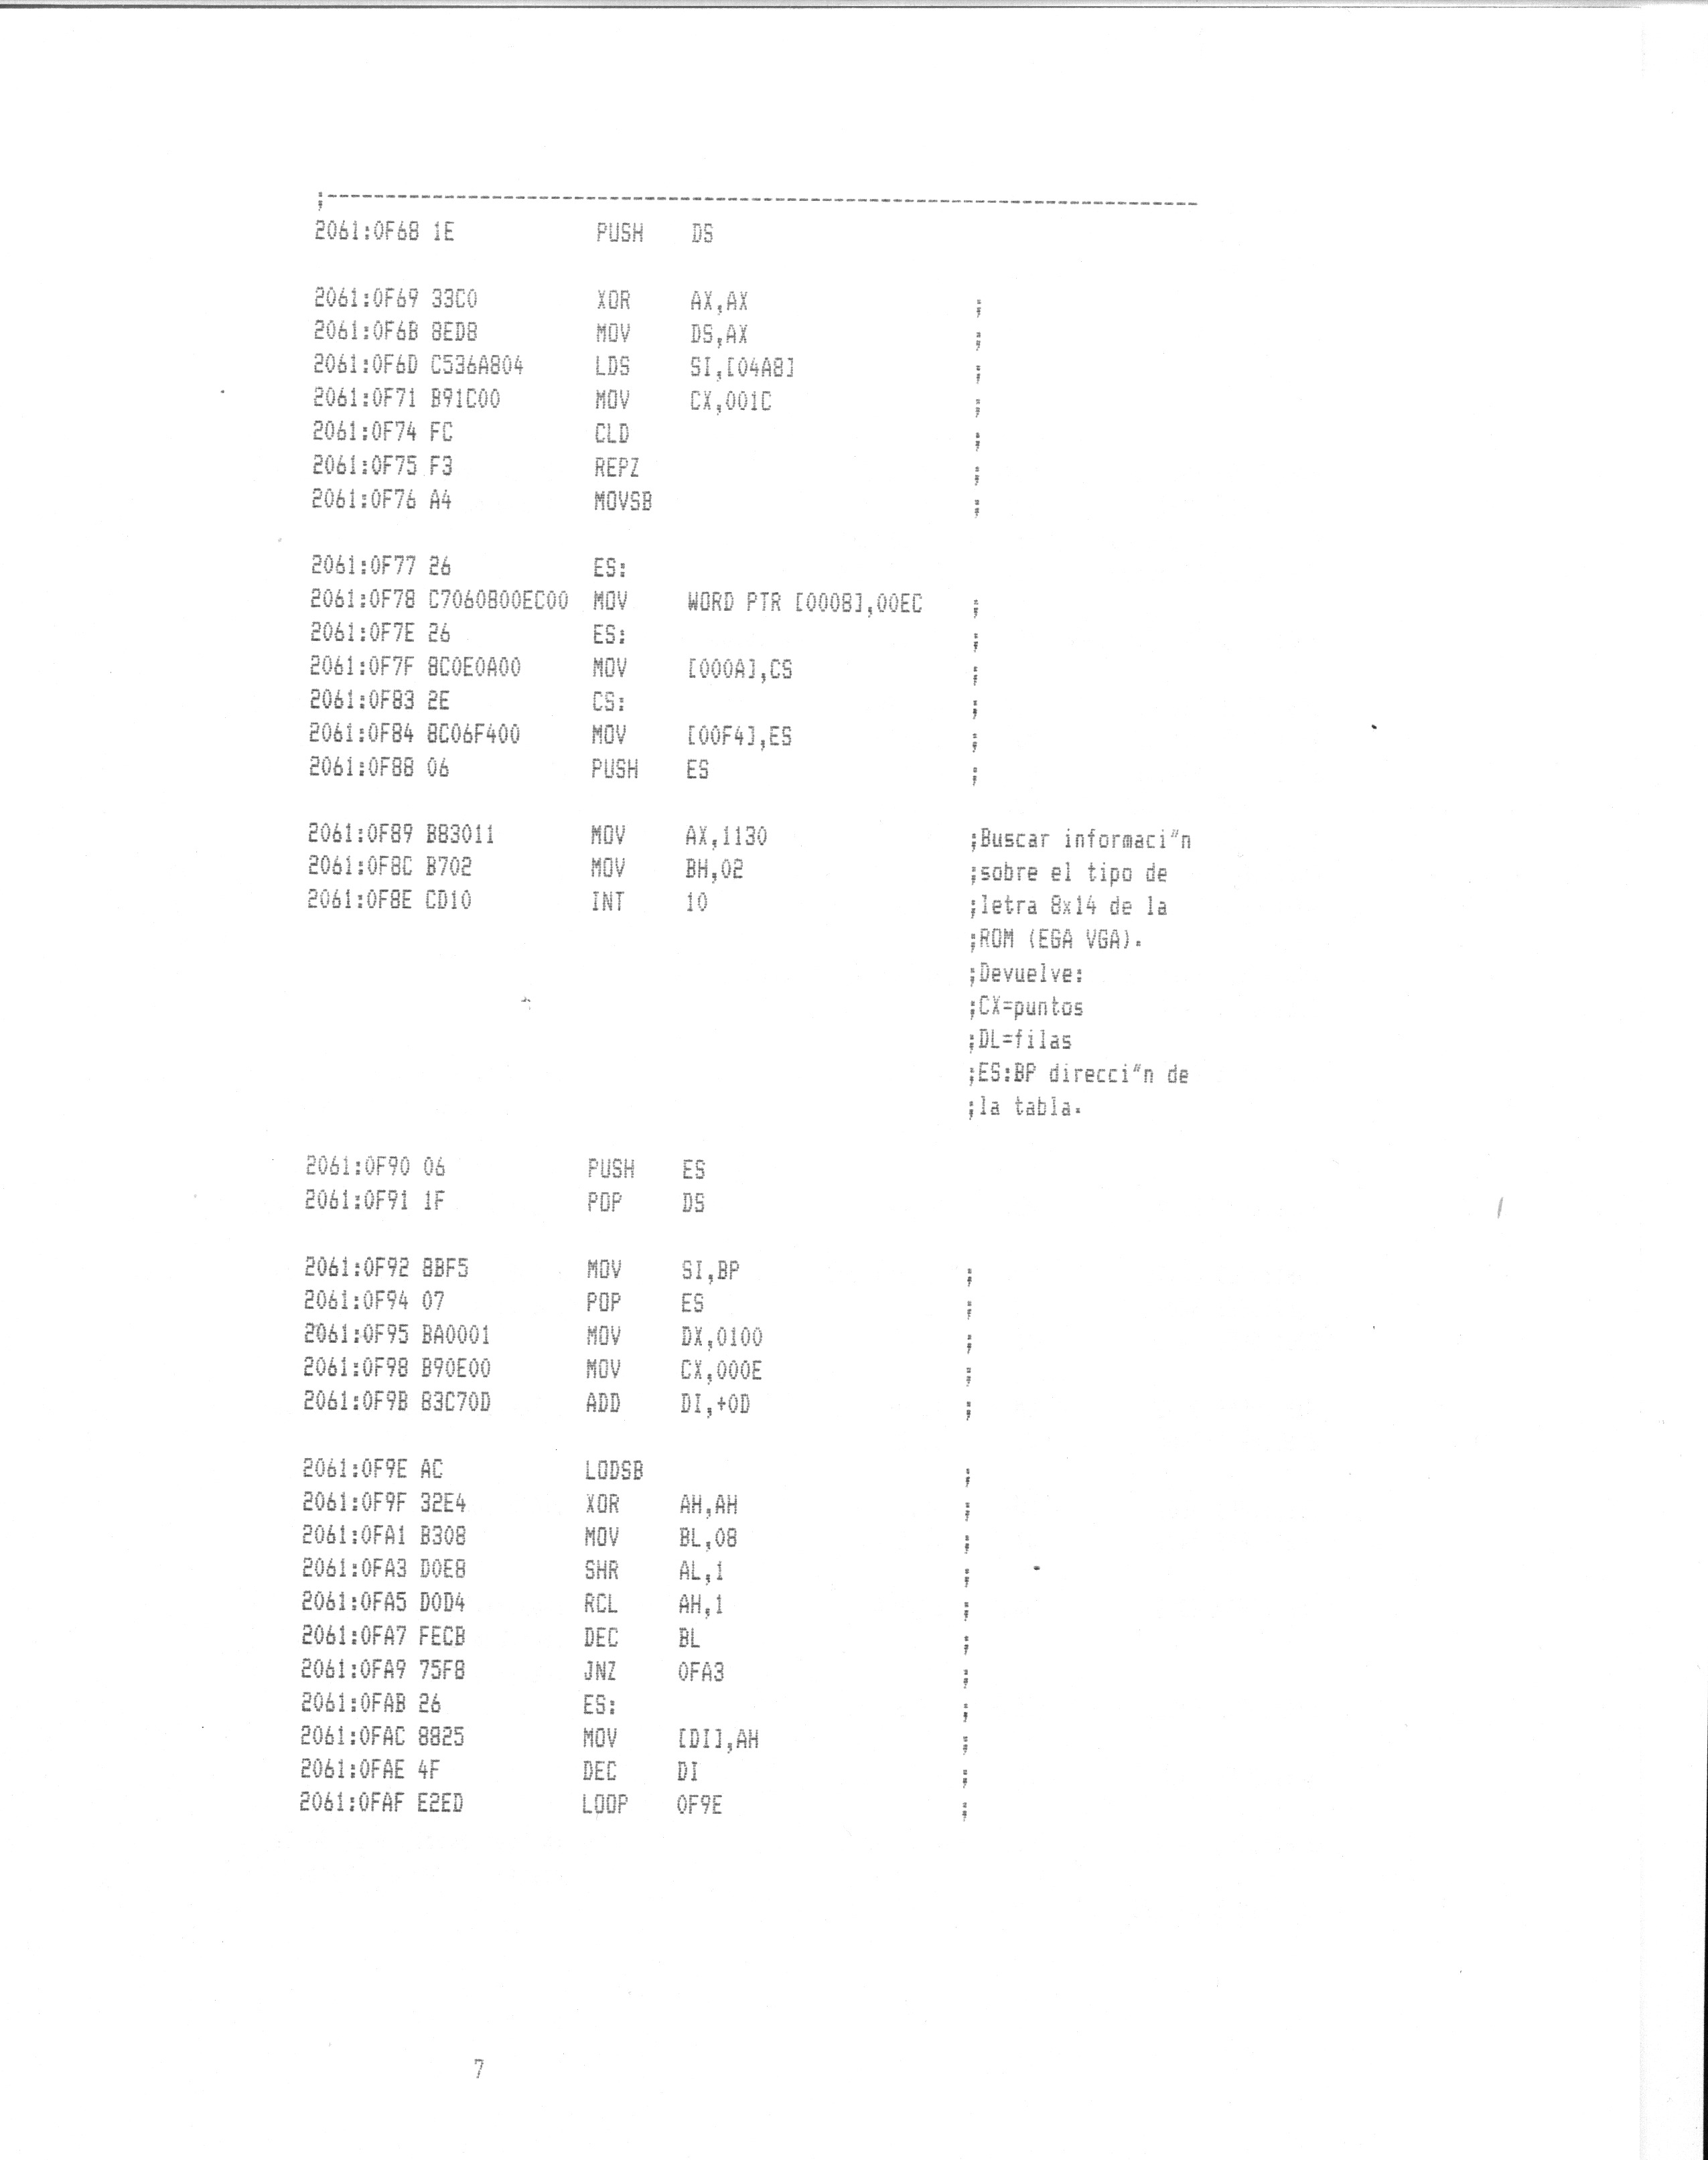 ;------------------------------------------------------------------------------
2061:0F68 1E PUSH DS
2061:0F69 33C0 XOR AX,AX ;
2061:0F6B 8ED8 MOV DS,AX ;
2061:0F6D C536A804 LDS SI,[04A8] ;
2061:0F71 B91C00 MOV CX,001C ;
2061:0F74 FC CLD ;
2061:0F75 F3 REPZ ;
2061:0F76 A4 MOVSB ;
2061:0F77 26 ES:
2061:0F78 C7060800EC00 MOV WORD PTR [0008],00EC ;
2061:0F7E 26 ES: ;
2061:0F7F 8C0E0A00 MOV [000A],CS ;
2061:0F83 2E CS: ;
2061:0F84 8C06F400 MOV [00F4],ES ;
2061:0F88 06 PUSH ES ;
2061:0F89 B83011 MOV AX,1130 ;Buscar informaci"n
2061:0F8C B702 MOV BH,02 ;sobre el tipo de
2061:0F8E CD10 INT 10 ;letra 8x14 de la
;ROM (EGA VGA).
;Devuelve:
;CX=puntos
;DL=filas
;ES:BP direcci"n de
;la tabla.
2061:0F90 06 PUSH ES
2061:0F91 1F POP DS
2061:0F92 8BF5 MOV SI,BP ;
2061:0F94 07 POP ES ;
2061:0F95 BA0001 MOV DX,0100 ;
2061:0F98 B90E00 MOV CX,000E ;
2061:0F9B 83C70D ADD DI,+0D ;
2061:0F9E AC LODSB ;
2061:0F9F 32E4 XOR AH,AH ;
2061:0FA1 B308 MOV BL,08 ;
2061:0FA3 D0E8 SHR AL,1 ;
2061:0FA5 D0D4 RCL AH,1 ;
2061:0FA7 FECB DEC BL ;
2061:0FA9 75F8 JNZ 0FA3 ;
2061:0FAB 26 ES: ;
2061:0FAC 8825 MOV [DI],AH ;
2061:0FAE 4F DEC DI ;
2061:0FAF E2ED LOOP 0F9E ;
7